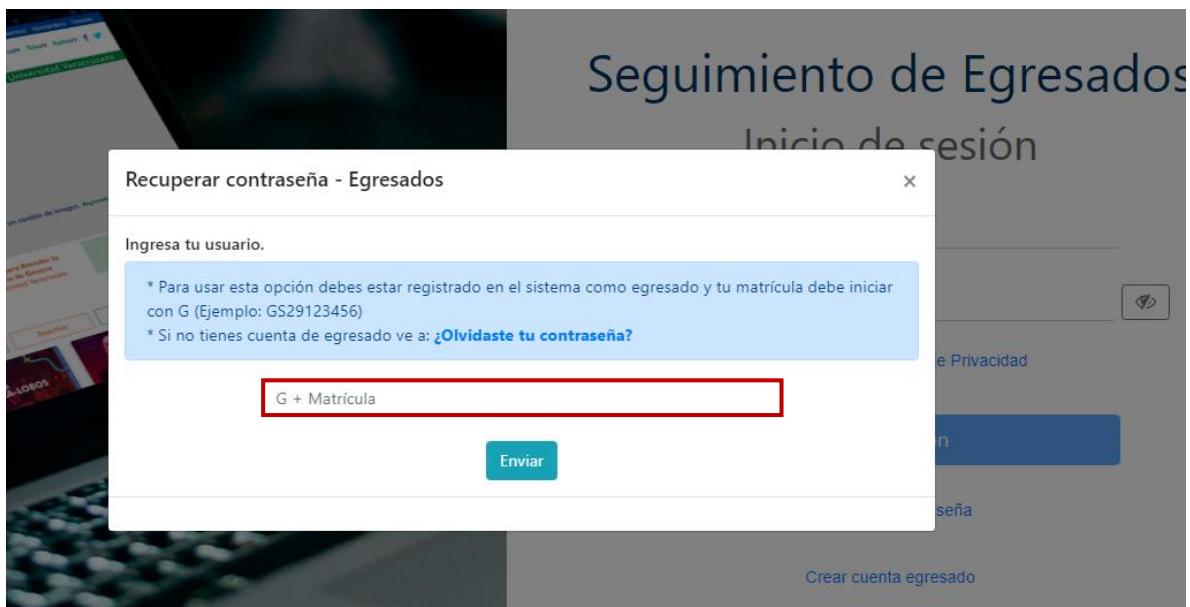 Universidad Veracruzana
Seguimiento de Egresados
Inicio de sesión
Recuperar contraseña - Egresados
×
Ingresa tu usuario.
* Para usar esta opción debes estar registrado en el sistema como egresado y tu matrícula debe iniciar
con G (Ejemplo: GS29123456)
* Si no tienes cuenta de egresado ve a: ¿Olvidaste tu contraseña?
G + Matrícula
Enviar
e Privacidad
n
seña
Crear cuenta egresado